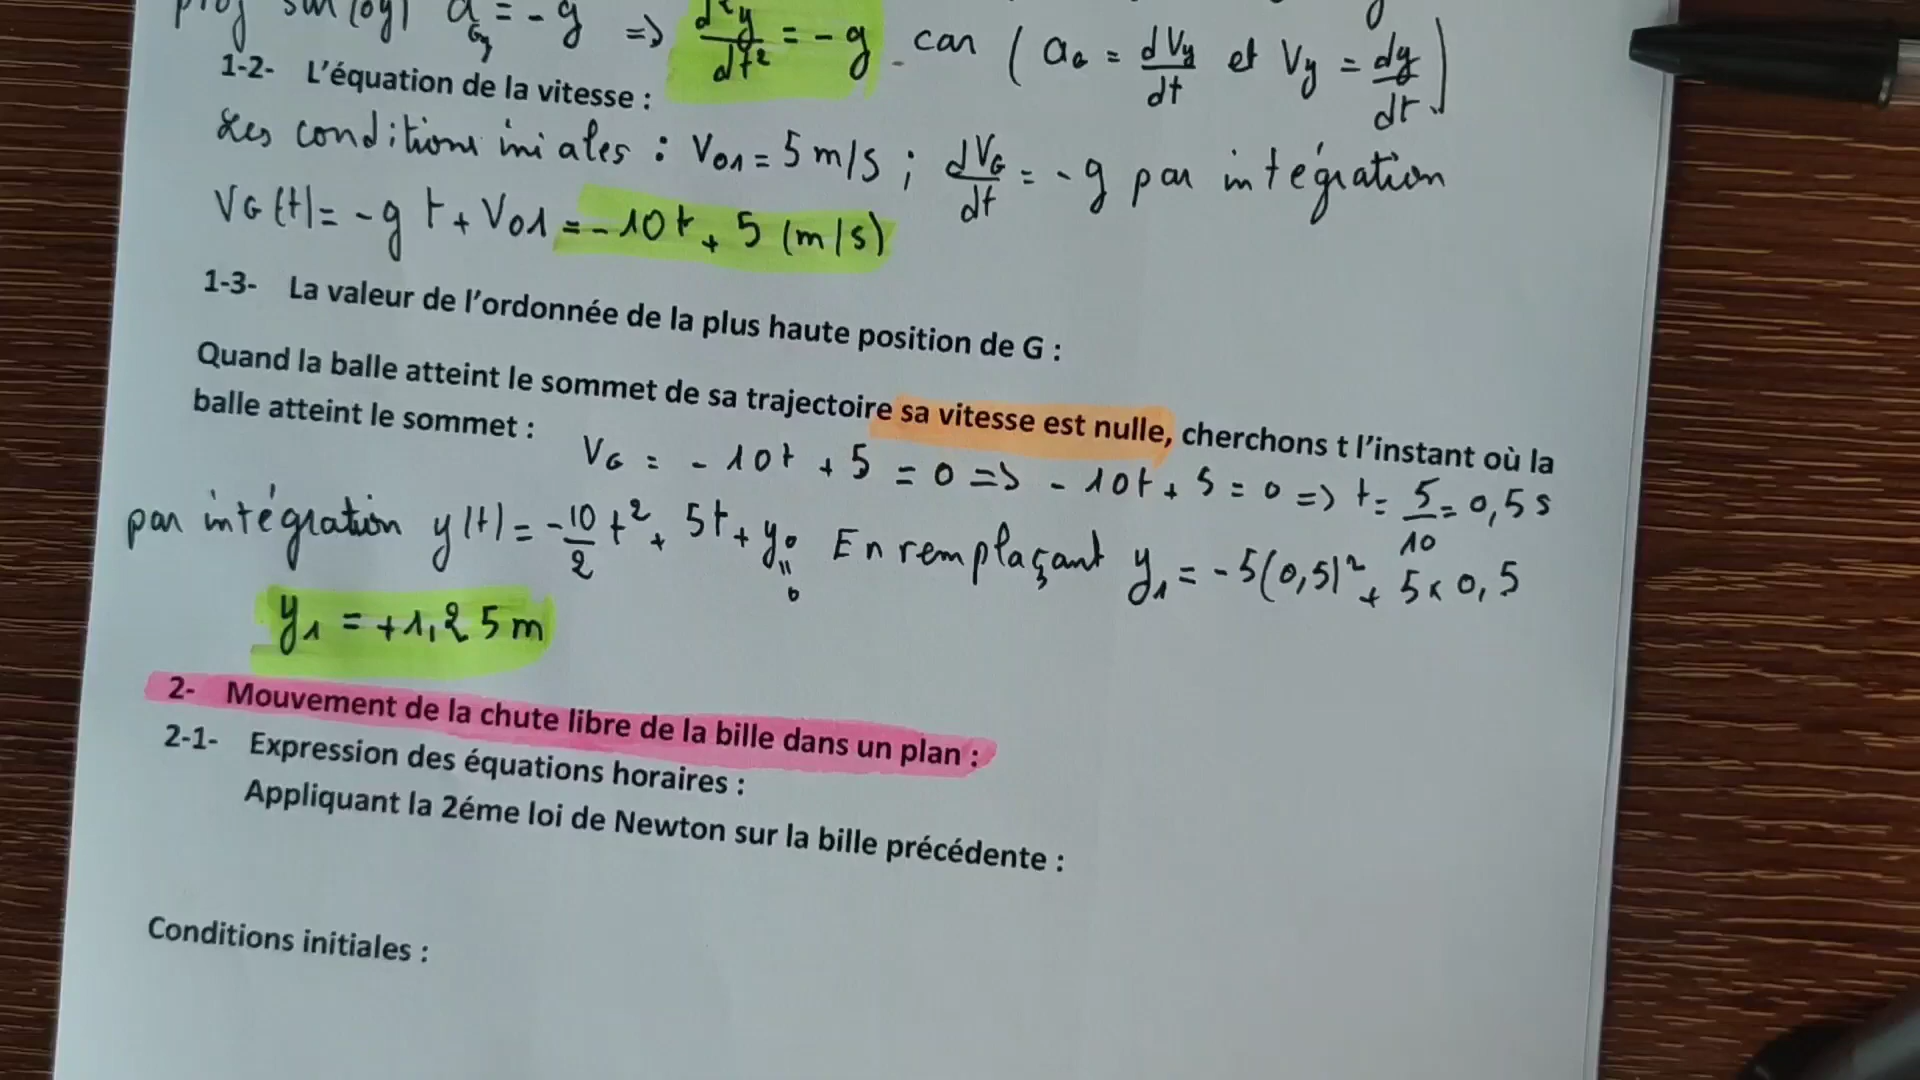 proj sur (oy) a_Gy = - g => d²y/dt² = - g car ( a_G = dVy/dt et Vy = dy/dt )
1-2- L'équation de la vitesse :
Les conditions iniales : V01 = 5 m/s ; dVG/dt = - g par intégration
VG(t) = - g t + V01 = - 10 t + 5 (m/s)
1-3- La valeur de l'ordonnée de la plus haute position de G :
Quand la balle atteint le sommet de sa trajectoire sa vitesse est nulle, cherchons t l'instant où la
balle atteint le sommet :
VG = - 10t + 5 = 0 => - 10t + 5 = 0 => t = 5/10 = 0,5 s
par intégration y(t) = - 10/2 t² + 5t + y0 En remplaçant y1 = - 5(0,5)² + 5 x 0,5
" 0
y1 = + 1,25 m
2- Mouvement de la chute libre de la bille dans un plan :
2-1- Expression des équations horaires :
Appliquant la 2éme loi de Newton sur la bille précédente :
Conditions initiales :